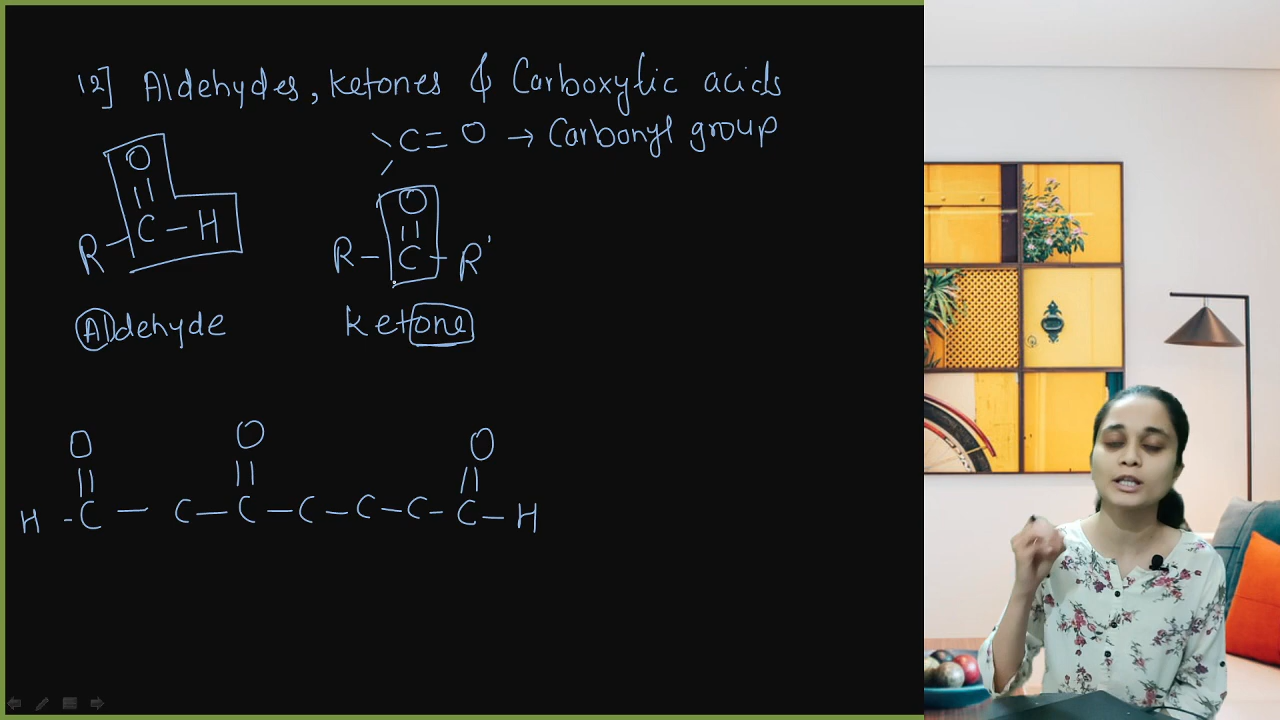 12] Aldehydes, Ketones & Carboxylic acids
C = O → Carbonyl group
O
||
R - C - H
O
||
R - C - R'
Aldehyde
Ketone
O O O
|| || ||
H - C - C - C - C - C - C - C - H